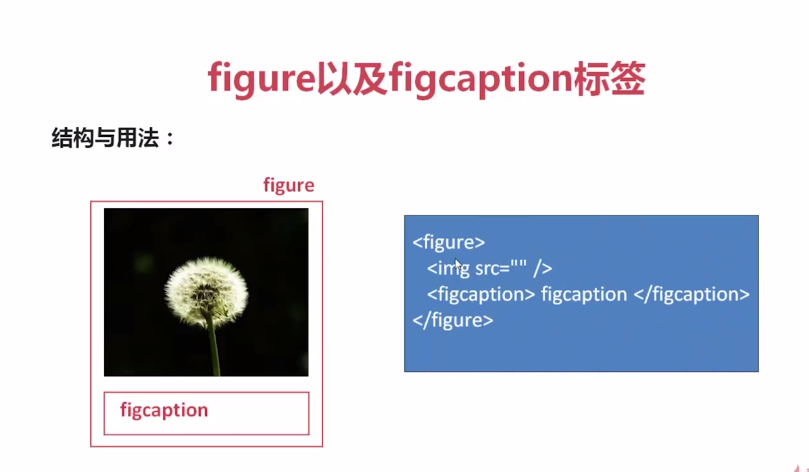 figure以及figcaption标签
结构与用法：
figure
figcaption
<figure>
<img src="" />
<figcaption> figcaption </figcaption>
</figure>